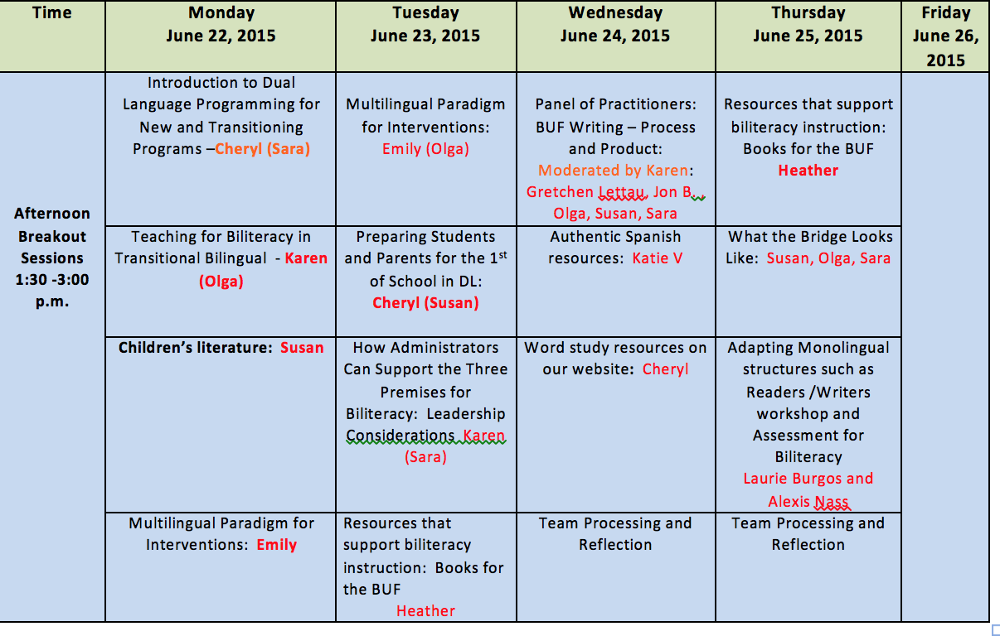 Time
Monday
June 22, 2015
Tuesday
June 23, 2015
Wednesday
June 24, 2015
Thursday
June 25, 2015
Friday
June 26,
2015
Afternoon
Breakout
Sessions
1:30 -3:00
p.m.
Introduction to Dual
Language Programming for
New and Transitioning
Programs –Cheryl (Sara)
Multilingual Paradigm
for Interventions:
Emily (Olga)
Panel of Practitioners:
BUF Writing – Process
and Product:
Moderated by Karen:
Gretchen Lettau, Jon B. ,
Olga, Susan, Sara
Resources that support
biliteracy instruction:
Books for the BUF
Heather
Teaching for Biliteracy in
Transitional Bilingual - Karen
(Olga)
Preparing Students
and Parents for the 1st
of School in DL:
Cheryl (Susan)
Authentic Spanish
resources: Katie V
What the Bridge Looks
Like: Susan, Olga, Sara
Children’s literature: Susan
How Administrators
Can Support the Three
Premises for
Biliteracy: Leadership
Considerations Karen
(Sara)
Word study resources on
our website: Cheryl
Adapting Monolingual
structures such as
Readers /Writers
workshop and
Assessment for
Biliteracy
Laurie Burgos and
Alexis Nass
Multilingual Paradigm for
Interventions: Emily
Resources that
support biliteracy
instruction: Books for
the BUF
Heather
Team Processing and
Reflection
Team Processing and
Reflection